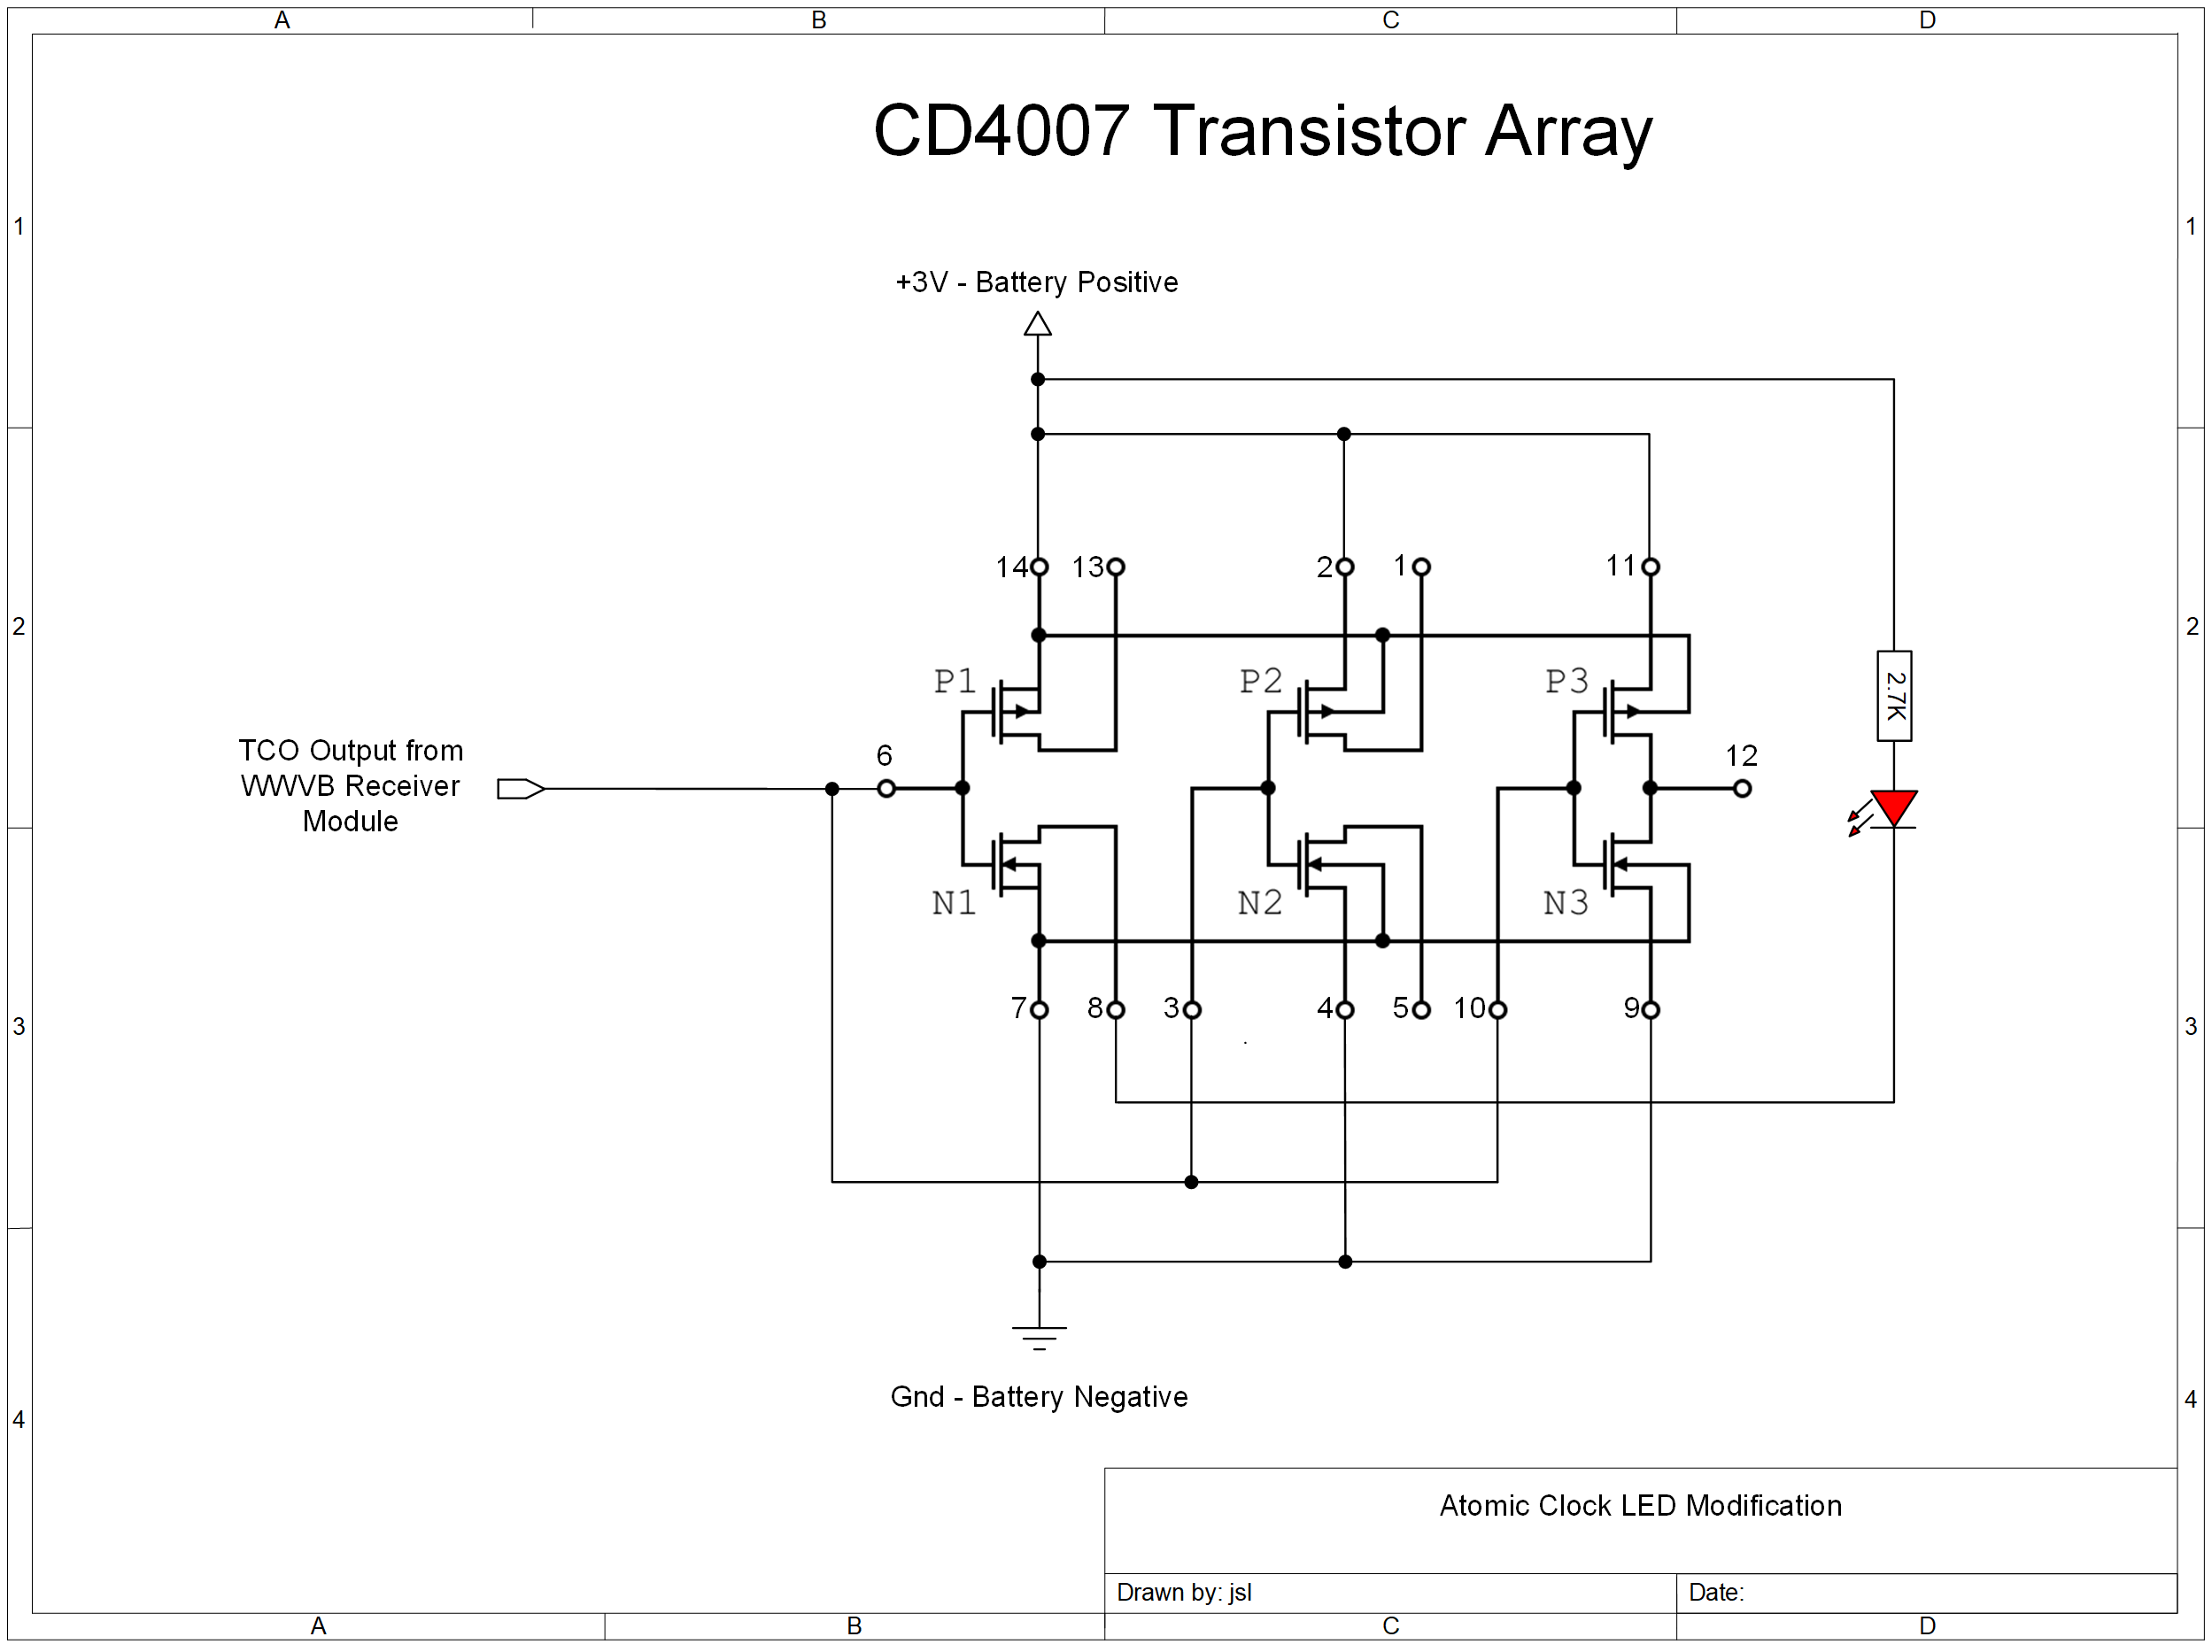 A B C D
CD4007 Transistor Array
1 1
+3V - Battery Positive
14 13 2 1 11
2 2
P1 P2 P3
2.7K
TCO Output from
WWVB Receiver
Module
6 12
N1 N2 N3
7 8 3 4 5 10 9
3 3
Gnd - Battery Negative
4 4
Atomic Clock LED Modification
Drawn by: jsl Date:
A B C D